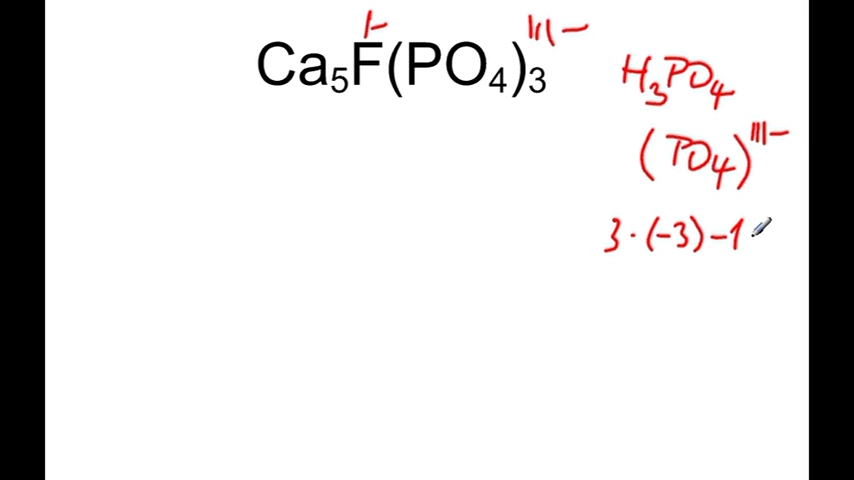 I- III-
Ca₅F(PO₄)₃
H₃PO₄
(PO₄)III-
3·(-3)-1